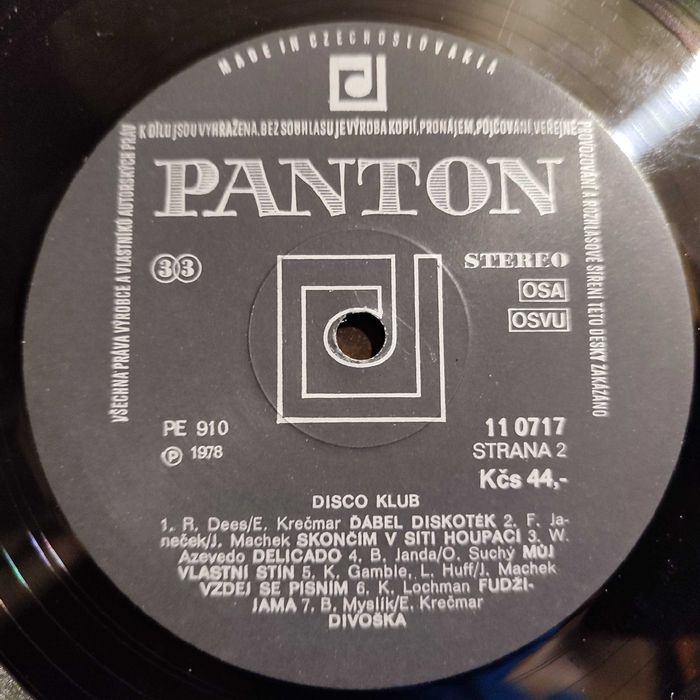 MADE IN CZECHOSLOVAKIA
VŠECHNA PRÁVA VÝROBCE A VLASTNÍKŮ AUTORSKÝCH PRÁV
K DÍLU JSOU VYHRAŽENA. BEZ SOUHLASU JE VÝROBA KOPIÍ, PRONÁJEM, PŮJČOVÁNÍ, VEŘEJNÉ
PROVOZOVÁNÍ A ROZHLASOVÉ ŠÍŘENÍ TÉTO DESKY ZAKÁZÁNO
PANTON
33
STEREO
OSA
OSVU
PE 910
11 0717
Ⓟ 1978
STRANA 2
Kčs 44,-
DISCO KLUB
1. R. Dees/E. Krečmar ĎÁBEL DISKOTÉK 2. F. Ja-
neček/J. Machek SKONČÍM V SÍTI HOUPACÍ 3. W.
Azevedo DELICADO 4. B. Janda/O. Suchý MŮJ
VLASTNÍ STÍN 5. K. Gamble, L. Huff/J. Machek
VZDEJ SE PÍSNÍM 6. K. Lochman FUDŽI-
JAMA 7. B. Myslík/E. Krečmar
DIVOŠKA